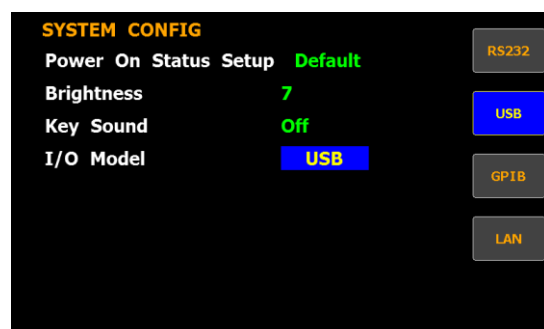 SYSTEM CONFIG
Power On Status Setup Default
Brightness 7
Key Sound Off
I/O Model USB
RS232
USB
GPIB
LAN